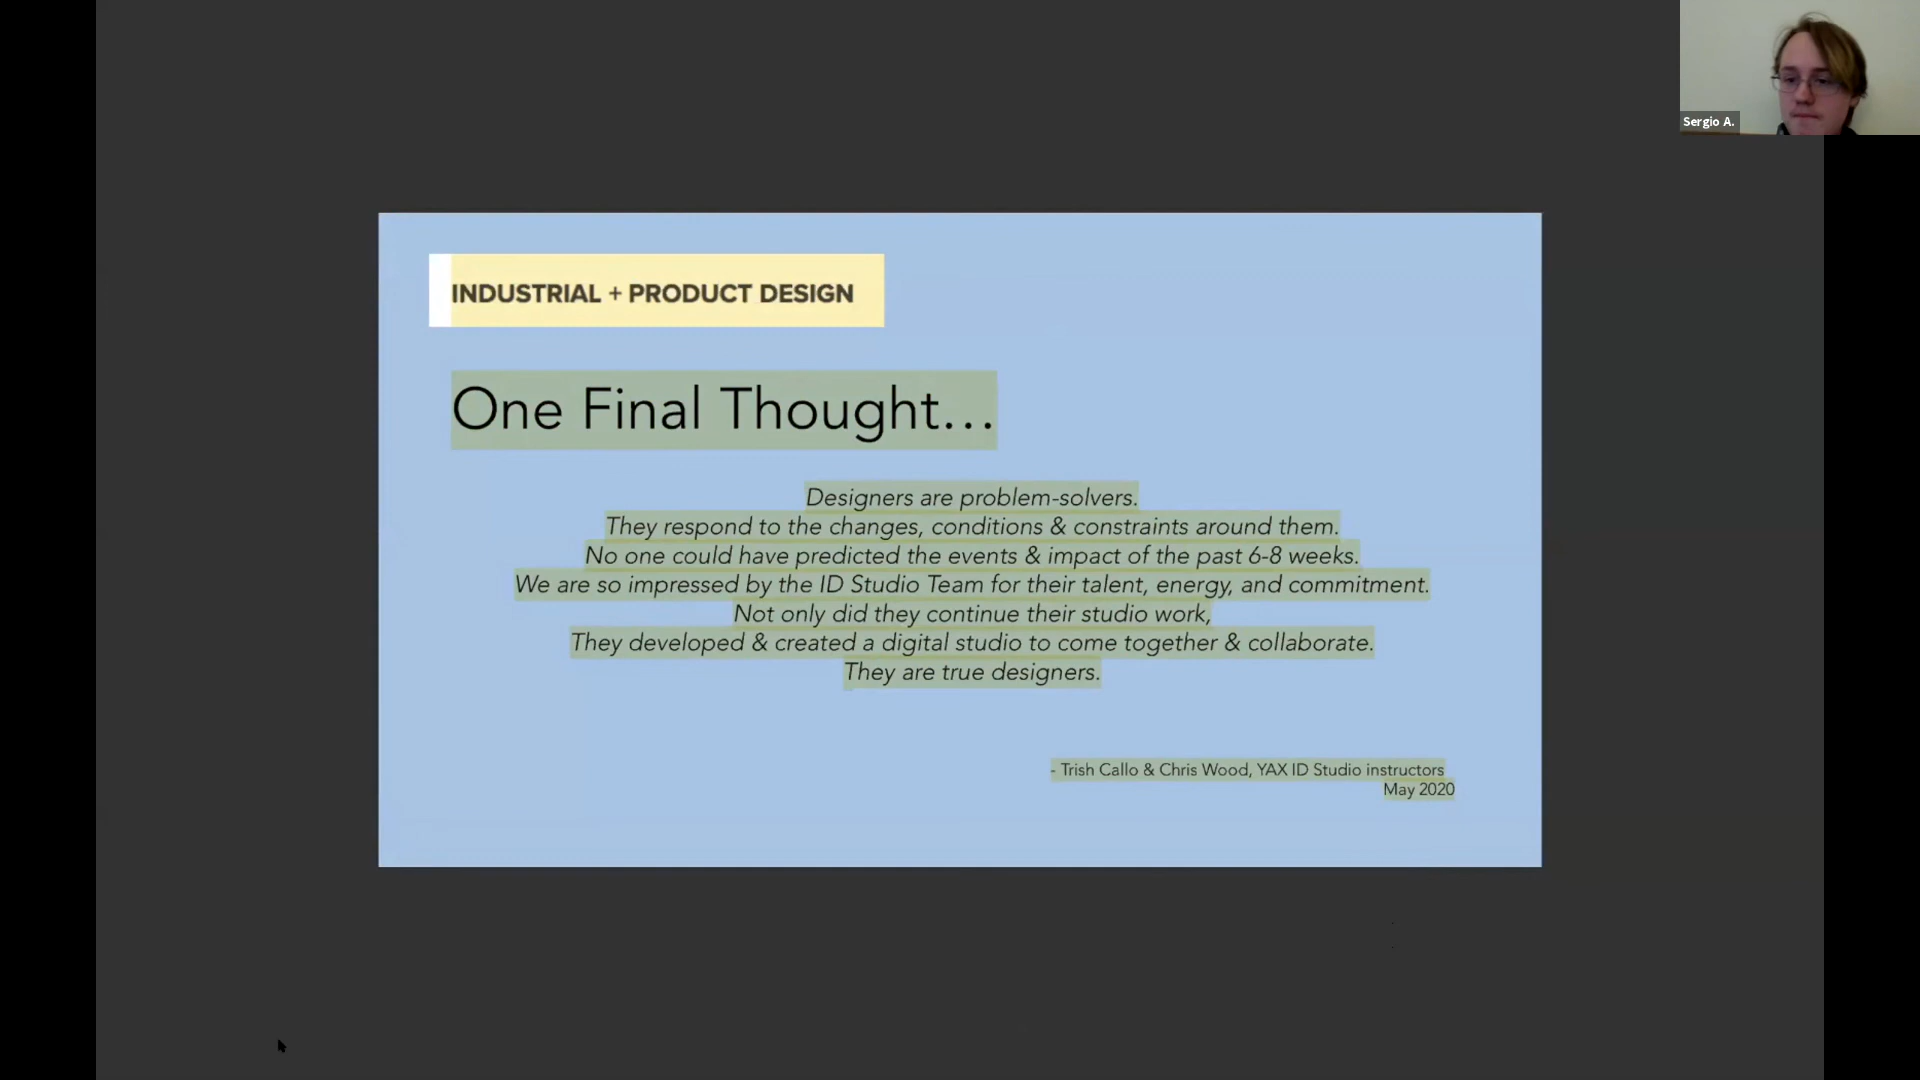 Sergio A.
INDUSTRIAL + PRODUCT DESIGN
One Final Thought...
Designers are problem-solvers.
They respond to the changes, conditions & constraints around them.
No one could have predicted the events & impact of the past 6-8 weeks.
We are so impressed by the ID Studio Team for their talent, energy, and commitment.
Not only did they continue their studio work,
They developed & created a digital studio to come together & collaborate.
They are true designers.
- Trish Callo & Chris Wood, YAX ID Studio instructors
May 2020